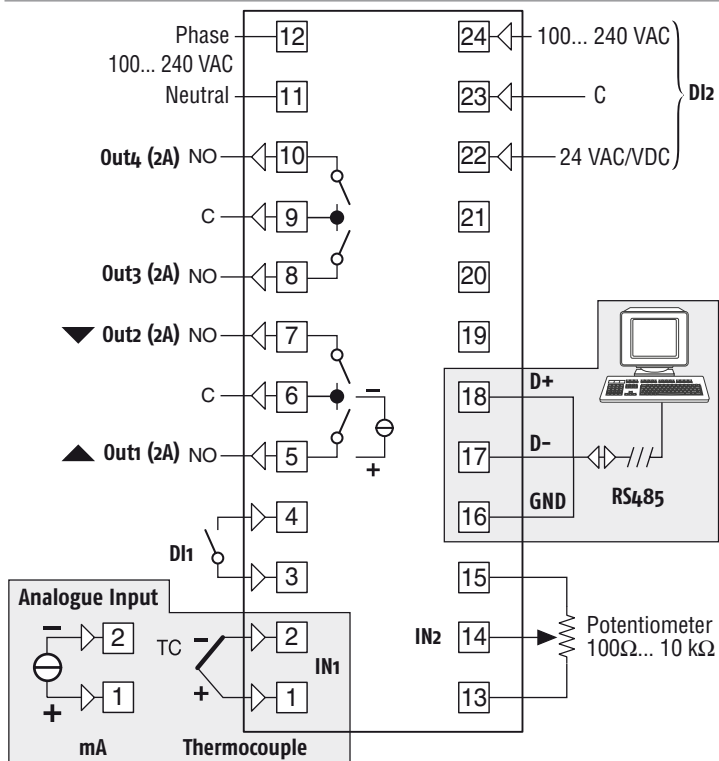 Phase
12
100... 240 VAC
Neutral
11
Out4 (2A) NO
10
C
9
Out3 (2A) NO
8
Out2 (2A) NO
7
C
6
−
Out1 (2A) NO
5
+
4
DI1
3
Analogue Input
−
2
1
+
mA
TC
−
2
IN1
+
1
Thermocouple
24
100... 240 VAC
23
C
DI2
22
24 VAC/VDC
21
20
19
18
D+
17
D−
16
GND
RS485
15
IN2
14
Potentiometer
100Ω... 10 kΩ
13